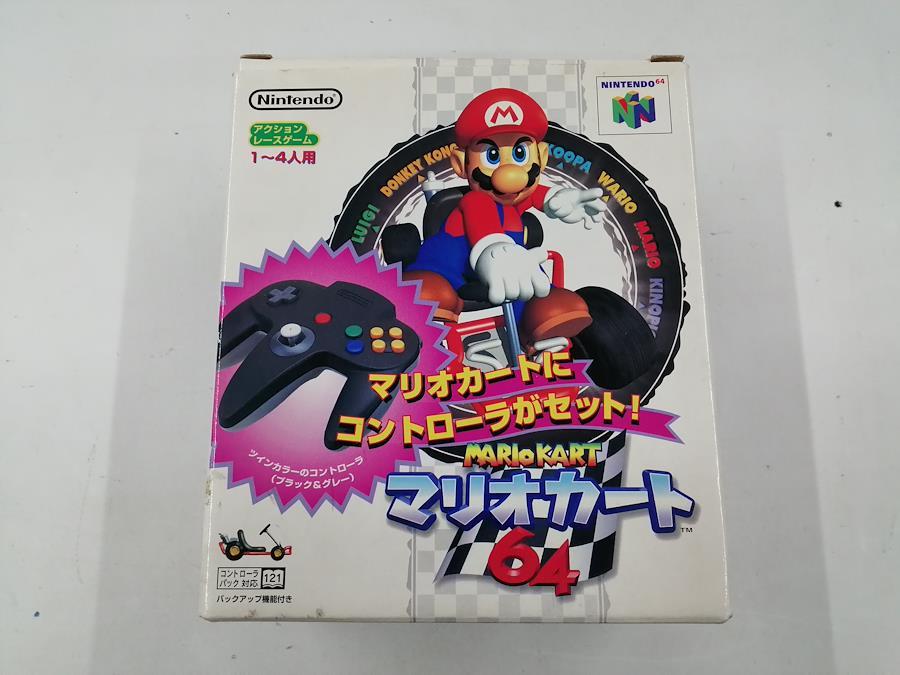 Nintendo®
アクション
レースゲーム
1～4人用
NINTENDO64
LUIGI
DONKEY KONG
KOOPA
WARIO
MARIO
KINOPI
M
マリオカートに
コントローラがセット!
ツインカラーのコントローラ
(ブラック&グレー)
MARIO KART
マリオカート
TM
64
コントローラ
パック対応
121
バックアップ機能付き